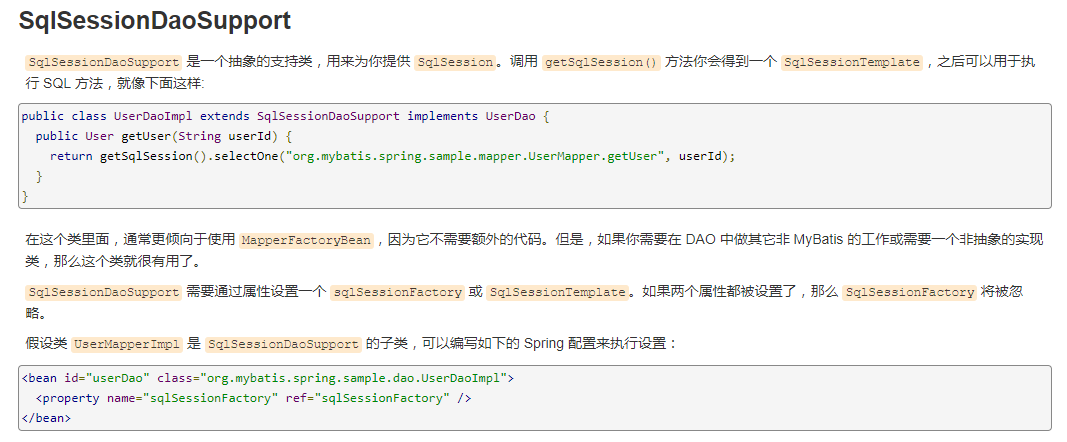 SqlSessionDaoSupport
SqlSessionDaoSupport 是一个抽象的支持类，用来为你提供 SqlSession。调用 getSqlSession() 方法你会得到一个 SqlSessionTemplate，之后可以用于执
行 SQL 方法，就像下面这样:
public class UserDaoImpl extends SqlSessionDaoSupport implements UserDao {
  public User getUser(String userId) {
    return getSqlSession().selectOne("org.mybatis.spring.sample.mapper.UserMapper.getUser", userId);
  }
}
在这个类里面，通常更倾向于使用 MapperFactoryBean，因为它不需要额外的代码。但是，如果你需要在 DAO 中做其它非 MyBatis 的工作或需要一个非抽象的实现
类，那么这个类就很有用了。
SqlSessionDaoSupport 需要通过属性设置一个 sqlSessionFactory 或 SqlSessionTemplate。如果两个属性都被设置了，那么 SqlSessionFactory 将被忽
略。
假设类 UserMapperImpl 是 SqlSessionDaoSupport 的子类，可以编写如下的 Spring 配置来执行设置：
<bean id="userDao" class="org.mybatis.spring.sample.dao.UserDaoImpl">
  <property name="sqlSessionFactory" ref="sqlSessionFactory" />
</bean>